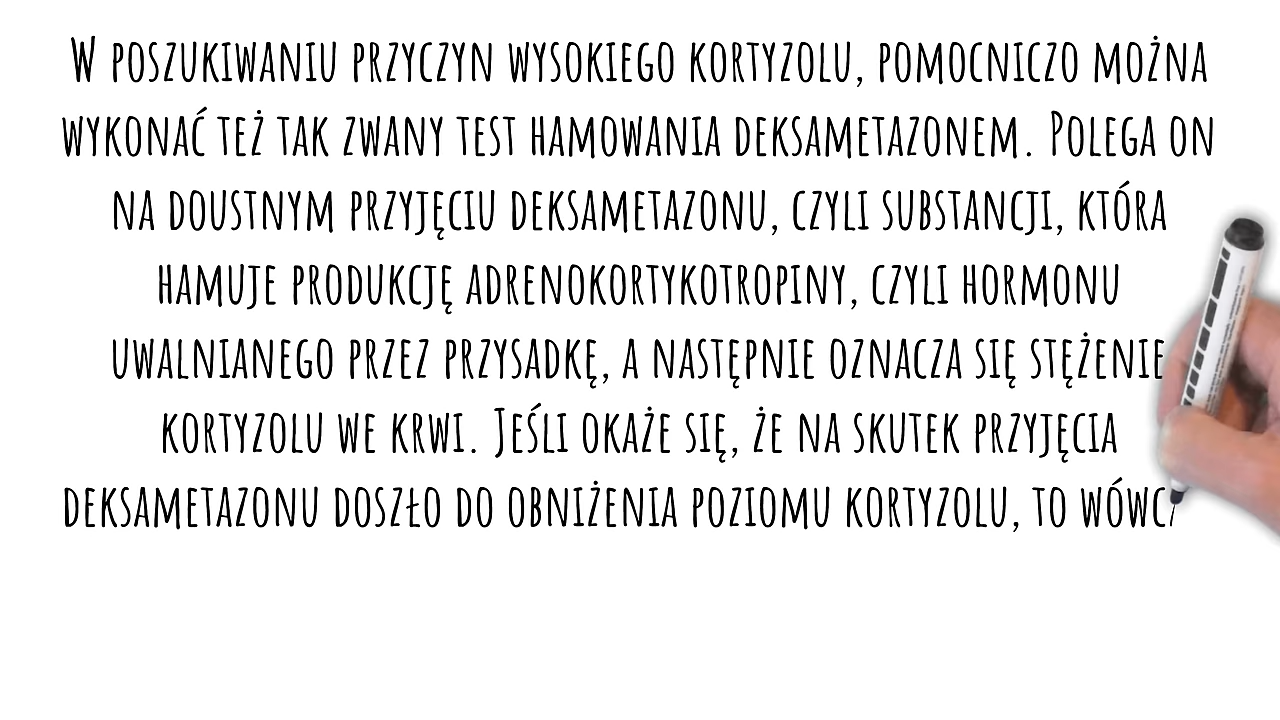 W poszukiwaniu przyczyn wysokiego kortyzolu, pomocniczo można
wykonać też tak zwany test hamowania deksametazonem. Polega on
na doustnym przyjęciu deksametazonu, czyli substancji, która
hamuje produkcję adrenokortykotropiny, czyli hormonu
uwalnianego przez przysadkę, a następnie oznacza się stężenie
kortyzolu we krwi. Jeśli okaże się, że na skutek przyjęcia
deksametazonu doszło do obniżenia poziomu kortyzolu, to